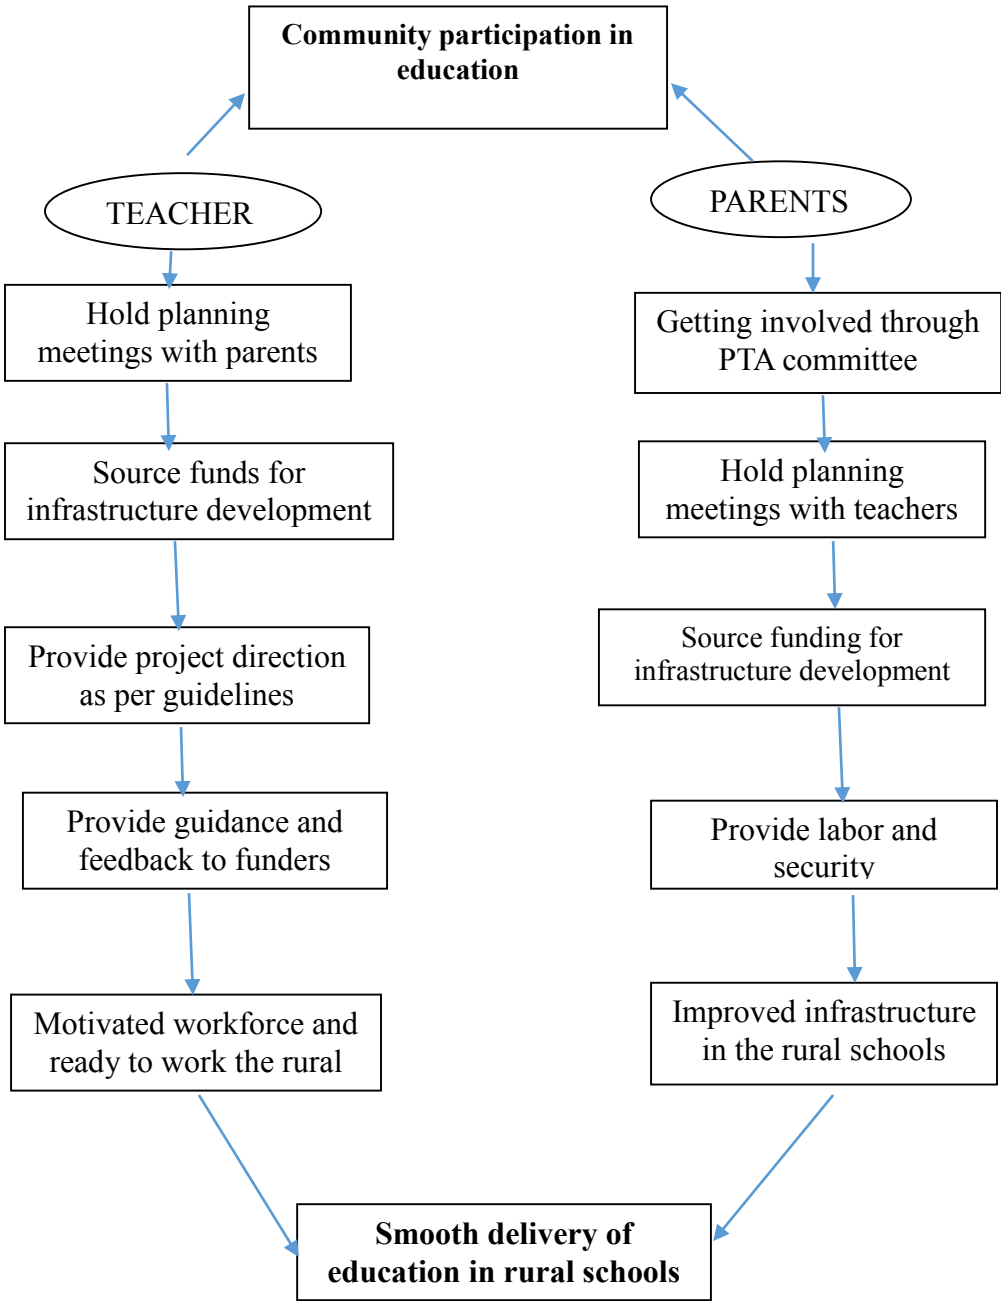 Community participation in
education
TEACHER
PARENTS
Hold planning
meetings with parents
Getting involved through
PTA committee
Source funds for
infrastructure development
Hold planning
meetings with teachers
Provide project direction
as per guidelines
Source funding for
infrastructure development
Provide guidance and
feedback to funders
Provide labor and
security
Motivated workforce and
ready to work the rural
Improved infrastructure
in the rural schools
Smooth delivery of
education in rural schools